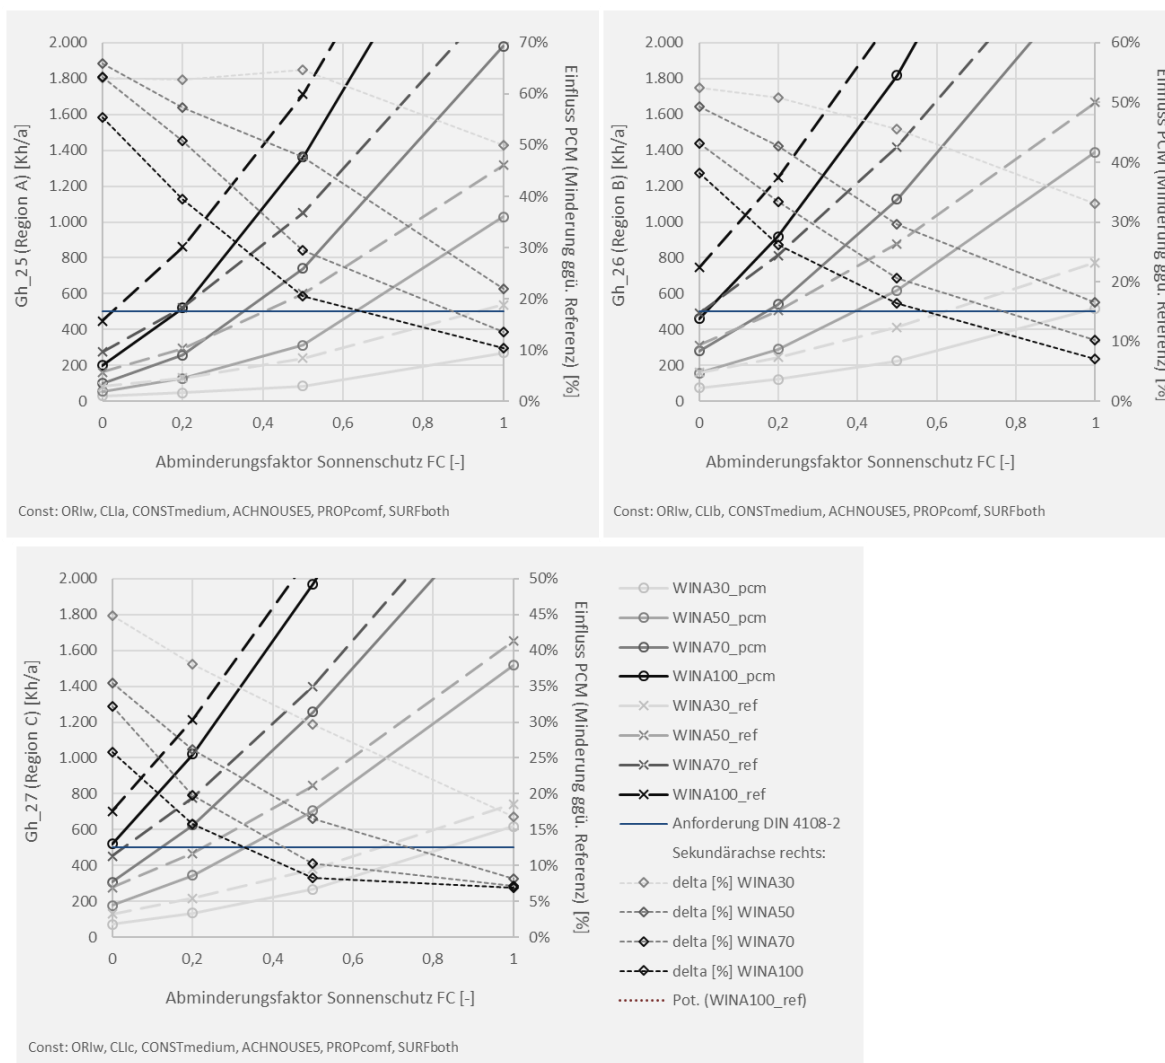 Gh_25 (Region A) [Kh/a]
2.000
1.800
1.600
1.400
1.200
1.000
800
600
400
200
0
0 0,2 0,4 0,6 0,8 1
Abminderungsfaktor Sonnenschutz FC [-]
70%
60%
50%
40%
30%
20%
10%
0%
Einfluss PCM (Minderung ggü. Referenz) [%]
Const: ORIw, CLIa, CONSTmedium, ACHNOUSE5, PROPcomf, SURFboth
Gh_26 (Region B) [Kh/a]
2.000
1.800
1.600
1.400
1.200
1.000
800
600
400
200
0
0 0,2 0,4 0,6 0,8 1
Abminderungsfaktor Sonnenschutz FC [-]
60%
50%
40%
30%
20%
10%
0%
Einfluss PCM (Minderung ggü. Referenz) [%]
Const: ORIw, CLIb, CONSTmedium, ACHNOUSE5, PROPcomf, SURFboth
Gh_27 (Region C) [Kh/a]
2.000
1.800
1.600
1.400
1.200
1.000
800
600
400
200
0
0 0,2 0,4 0,6 0,8 1
Abminderungsfaktor Sonnenschutz FC [-]
50%
45%
40%
35%
30%
25%
20%
15%
10%
5%
0%
Einfluss PCM (Minderung ggü. Referenz) [%]
Const: ORIw, CLIc, CONSTmedium, ACHNOUSE5, PROPcomf, SURFboth
WINA30_pcm
WINA50_pcm
WINA70_pcm
WINA100_pcm
WINA30_ref
WINA50_ref
WINA70_ref
WINA100_ref
Anforderung DIN 4108-2
Sekundärachse rechts:
delta [%] WINA30
delta [%] WINA50
delta [%] WINA70
delta [%] WINA100
Pot. (WINA100_ref)